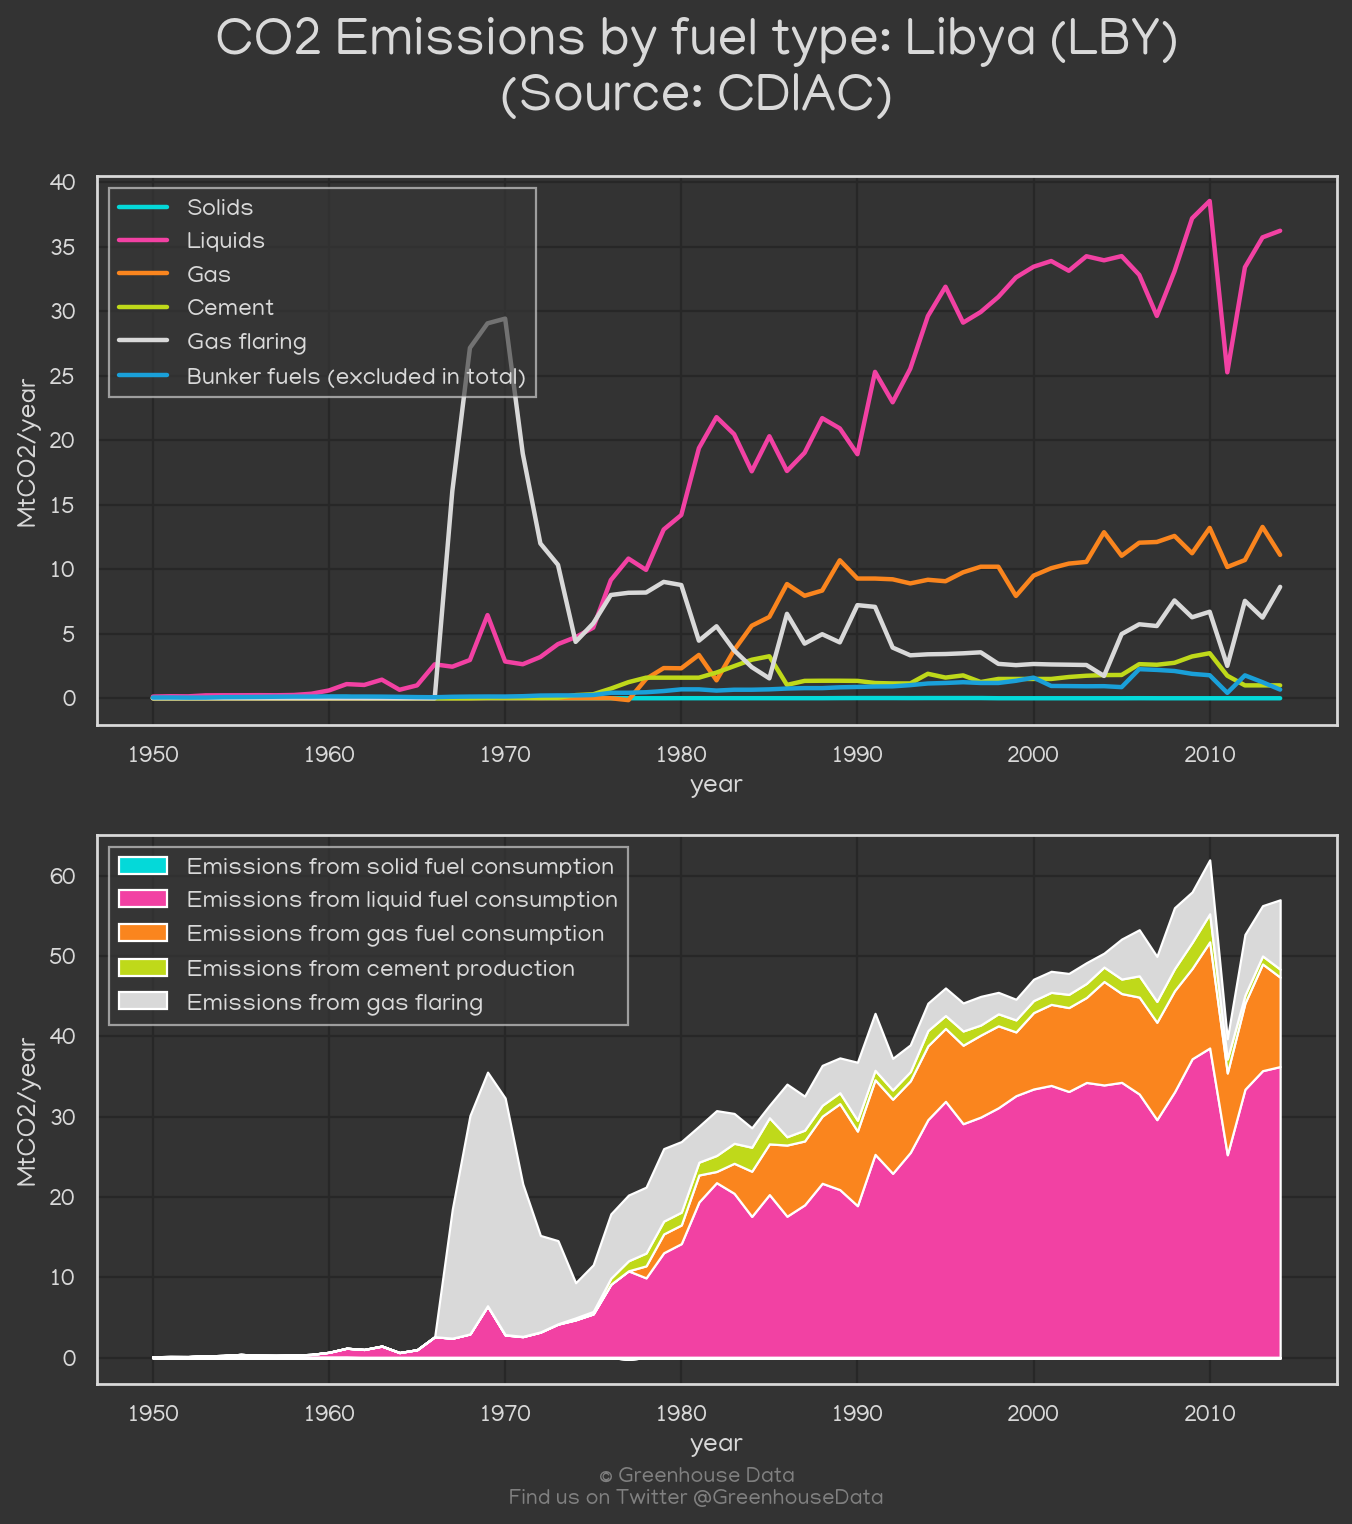 CO2 Emissions by fuel type: Libya (LBY)
(Source: CDIAC)
40
35
30
25
20
15
10
5
0
MtCO2/year
Solids
Liquids
Gas
Cement
Gas flaring
Bunker fuels (excluded in total)
1950 1960 1970 1980 1990 2000 2010
year
60
50
40
30
20
10
0
MtCO2/year
Emissions from solid fuel consumption
Emissions from liquid fuel consumption
Emissions from gas fuel consumption
Emissions from cement production
Emissions from gas flaring
1950 1960 1970 1980 1990 2000 2010
year
© Greenhouse Data
Find us on Twitter @GreenhouseData